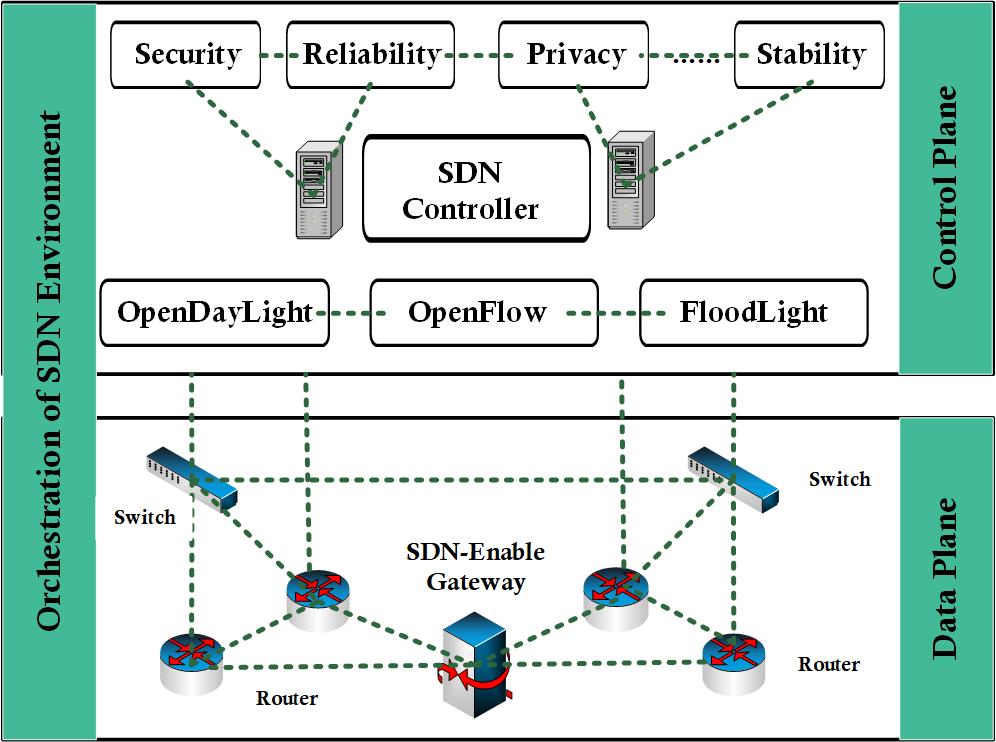 Orchestration of SDN Environment
Security Reliability Privacy ...... Stability
SDN
Controller
Control Plane
OpenDayLight OpenFlow FloodLight
Switch
Switch
SDN-Enable
Gateway
Data Plane
Router
Router